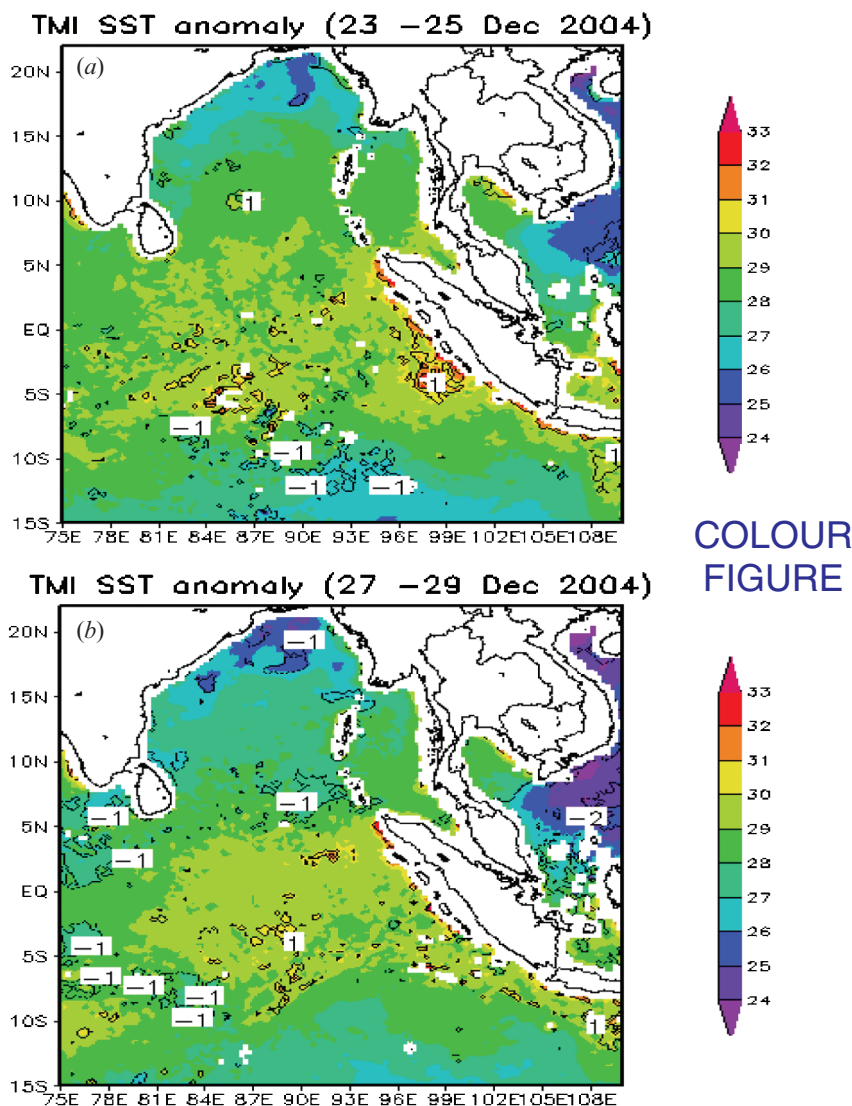 TMI SST anomaly (23 −25 Dec 2004)
(a)
20N
15N
10N
5N
EQ
5S
10S
15S
1
1
−1
−1
−1
−1
1
75E 78E 81E 84E 87E 90E 93E 96E 99E 102E 105E 108E
33
32
31
30
29
28
27
26
25
24
COLOUR
FIGURE
TMI SST anomaly (27 −29 Dec 2004)
(b)
20N
15N
10N
5N
EQ
5S
10S
15S
−1
−1
−1
−2
−1
−1
1
−1
−1
−1
−1
1
75E 78E 81E 84E 87E 90E 93E 96E 99E 102E 105E 108E
33
32
31
30
29
28
27
26
25
24